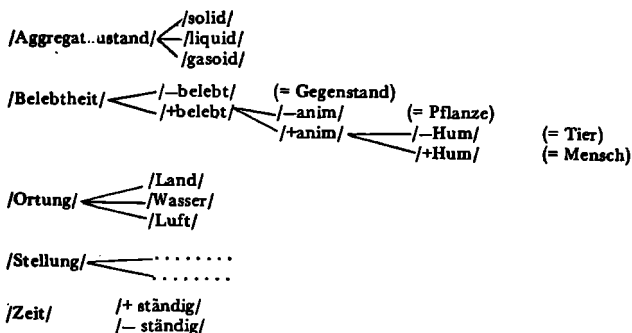 /solid/
/Aggregat..ustand/ /liquid/
/gasoid/
/−belebt/ (= Gegenstand)
/Belebtheit/ /+belebt/ /−anim/ (= Pflanze)
/+anim/ /−Hum/ (= Tier)
/+Hum/ (= Mensch)
/Land/
/Ortung/ /Wasser/
/Luft/
/Stellung/ . . . . . . . .
. . . . . . . .
/Zeit/ /+ ständig/
/− ständig/